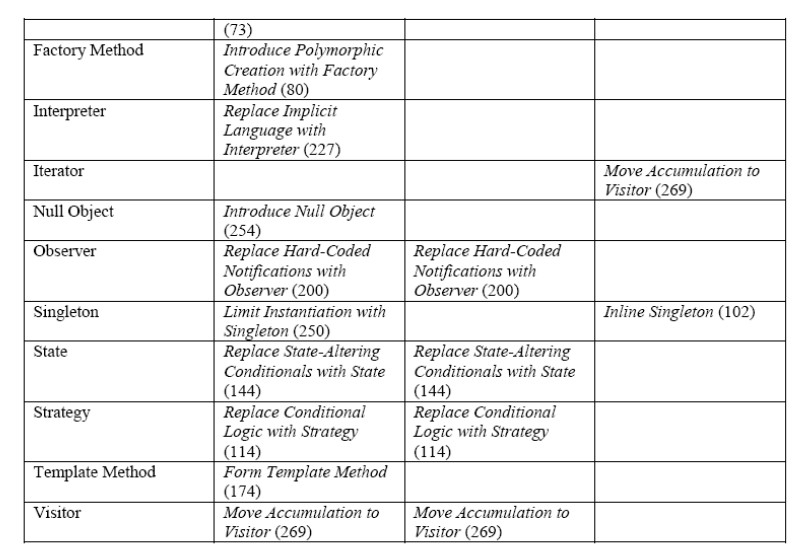 (73)
Factory Method Introduce Polymorphic
Creation with Factory
Method (80)
Interpreter Replace Implicit
Language with
Interpreter (227)
Iterator Move Accumulation to
Visitor (269)
Null Object Introduce Null Object
(254)
Observer Replace Hard-Coded Replace Hard-Coded
Notifications with Notifications with
Observer (200) Observer (200)
Singleton Limit Instantiation with Inline Singleton (102)
Singleton (250)
State Replace State-Altering Replace State-Altering
Conditionals with State Conditionals with State
(144) (144)
Strategy Replace Conditional Replace Conditional
Logic with Strategy Logic with Strategy
(114) (114)
Template Method Form Template Method
(174)
Visitor Move Accumulation to Move Accumulation to
Visitor (269) Visitor (269)